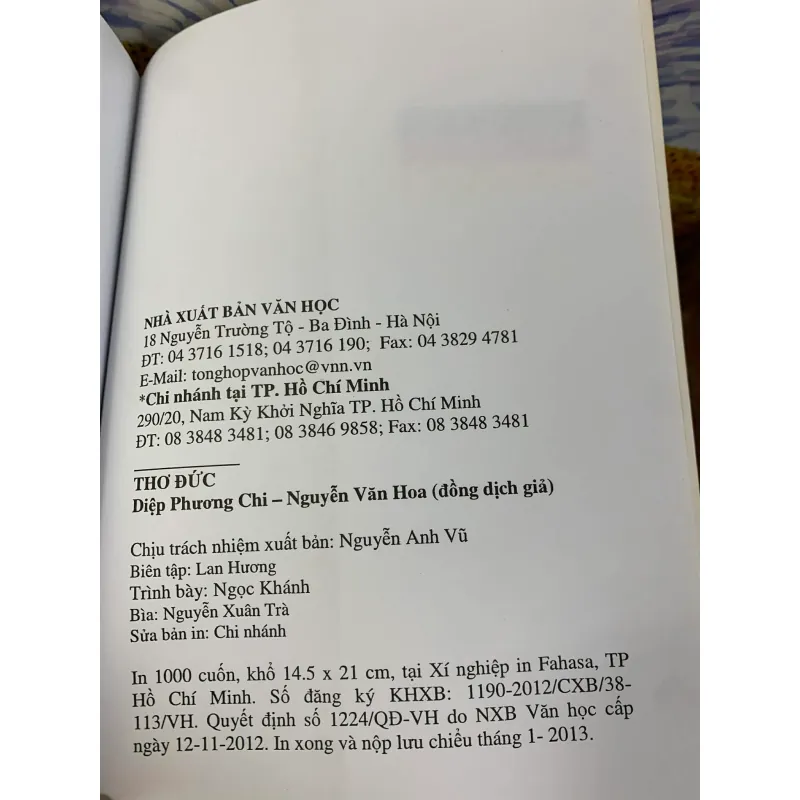 NHÀ XUẤT BẢN VĂN HỌC
18 Nguyễn Trường Tộ - Ba Đình - Hà Nội
ĐT: 04 3716 1518; 04 3716 190; Fax: 04 3829 4781
E-Mail: tonghopvanhoc@vnn.vn
*Chi nhánh tại TP. Hồ Chí Minh
290/20, Nam Kỳ Khởi Nghĩa TP. Hồ Chí Minh
ĐT: 08 3848 3481; 08 3846 9858; Fax: 08 3848 3481
THƠ ĐỨC
Diệp Phương Chi – Nguyễn Văn Hoa (đồng dịch giả)
Chịu trách nhiệm xuất bản: Nguyễn Anh Vũ
Biên tập: Lan Hương
Trình bày: Ngọc Khánh
Bìa: Nguyễn Xuân Trà
Sửa bản in: Chi nhánh
In 1000 cuốn, khổ 14.5 x 21 cm, tại Xí nghiệp in Fahasa, TP
Hồ Chí Minh. Số đăng ký KHXB: 1190-2012/CXB/38-
113/VH. Quyết định số 1224/QĐ-VH do NXB Văn học cấp
ngày 12-11-2012. In xong và nộp lưu chiểu tháng 1- 2013.